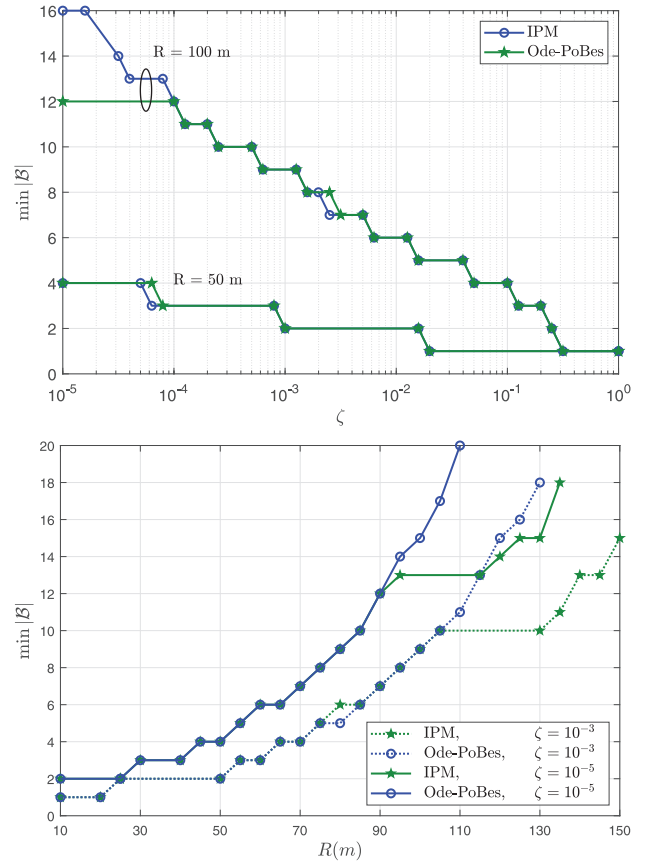 16
14
12
10
8
6
4
2
0
min |ℬ|
R = 100 m
R = 50 m
IPM
Ode-PoBes
10⁻⁵ 10⁻⁴ 10⁻³ 10⁻² 10⁻¹ 10⁰
ζ
20
18
16
14
12
10
8
6
4
2
0
min |ℬ|
IPM, ζ = 10⁻³
Ode-PoBes, ζ = 10⁻³
IPM, ζ = 10⁻⁵
Ode-PoBes, ζ = 10⁻⁵
10 30 50 70 90 110 130 150
R(m)